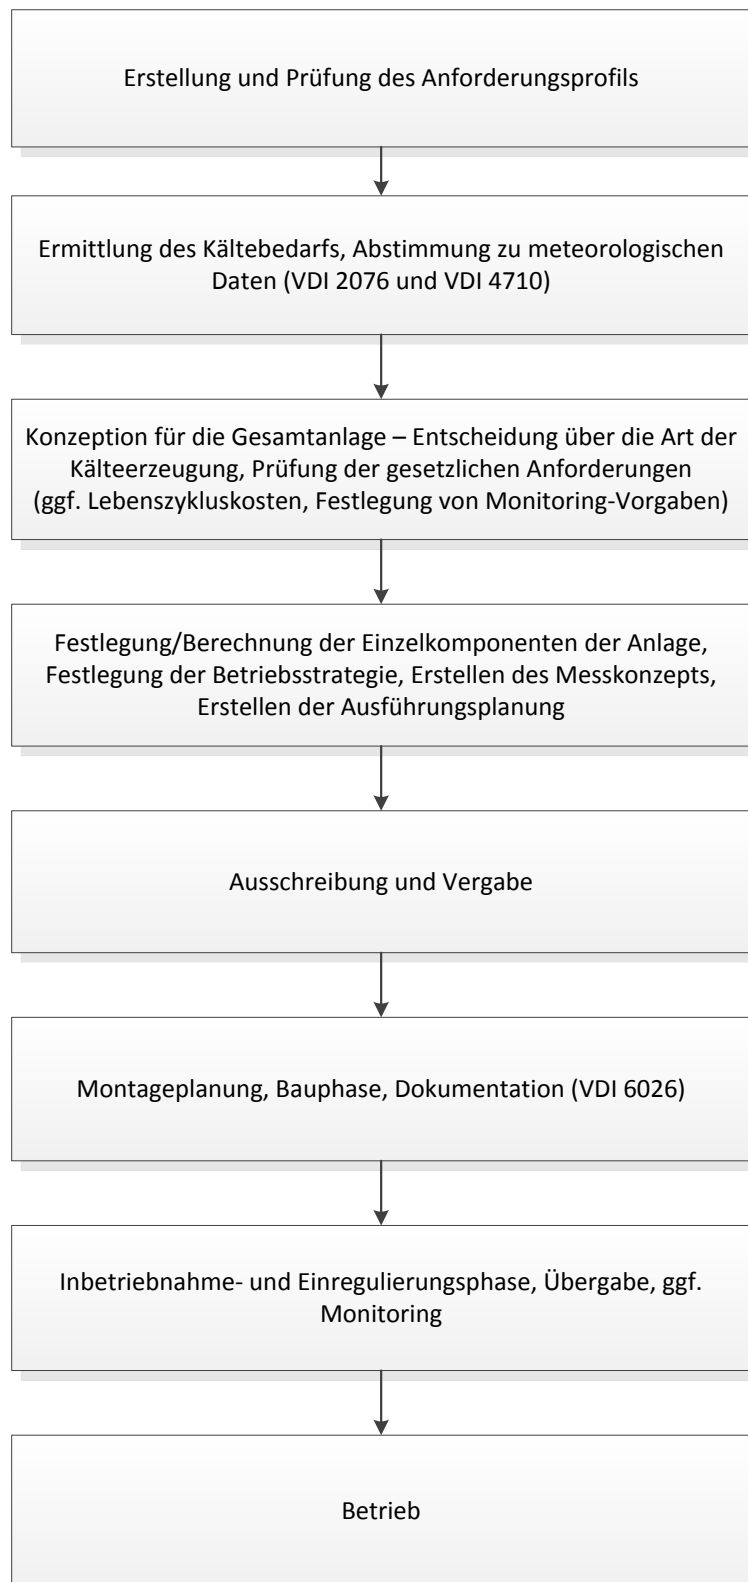 Erstellung und Prüfung des Anforderungsprofils
Ermittlung des Kältebedarfs, Abstimmung zu meteorologischen
Daten (VDI 2076 und VDI 4710)
Konzeption für die Gesamtanlage – Entscheidung über die Art der
Kälteerzeugung, Prüfung der gesetzlichen Anforderungen
(ggf. Lebenszykluskosten, Festlegung von Monitoring-Vorgaben)
Festlegung/Berechnung der Einzelkomponenten der Anlage,
Festlegung der Betriebsstrategie, Erstellen des Messkonzepts,
Erstellen der Ausführungsplanung
Ausschreibung und Vergabe
Montageplanung, Bauphase, Dokumentation (VDI 6026)
Inbetriebnahme- und Einregulierungsphase, Übergabe, ggf.
Monitoring
Betrieb